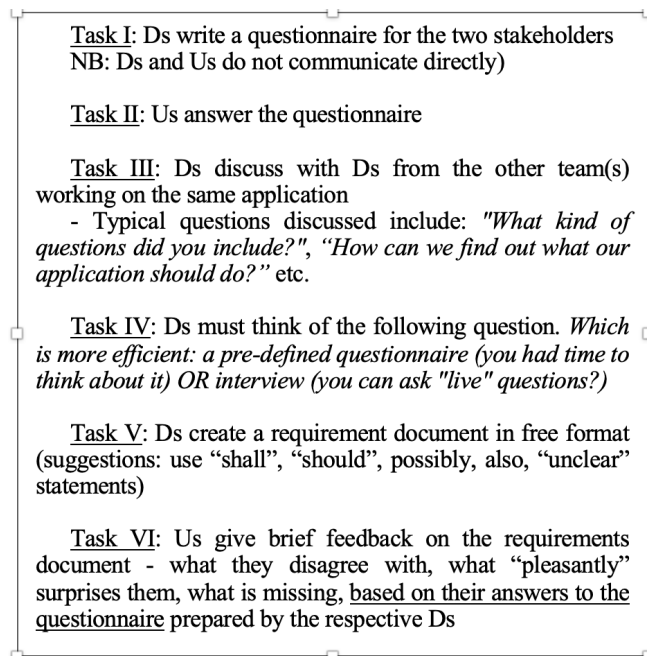 Task I: Ds write a questionnaire for the two stakeholders
NB: Ds and Us do not communicate directly)
Task II: Us answer the questionnaire
Task III: Ds discuss with Ds from the other team(s)
working on the same application
- Typical questions discussed include: "What kind of
questions did you include?", “How can we find out what our
application should do?” etc.
Task IV: Ds must think of the following question. Which
is more efficient: a pre-defined questionnaire (you had time to
think about it) OR interview (you can ask "live" questions?)
Task V: Ds create a requirement document in free format
(suggestions: use “shall”, “should”, possibly, also, “unclear”
statements)
Task VI: Us give brief feedback on the requirements
document - what they disagree with, what “pleasantly”
surprises them, what is missing, based on their answers to the
questionnaire prepared by the respective Ds